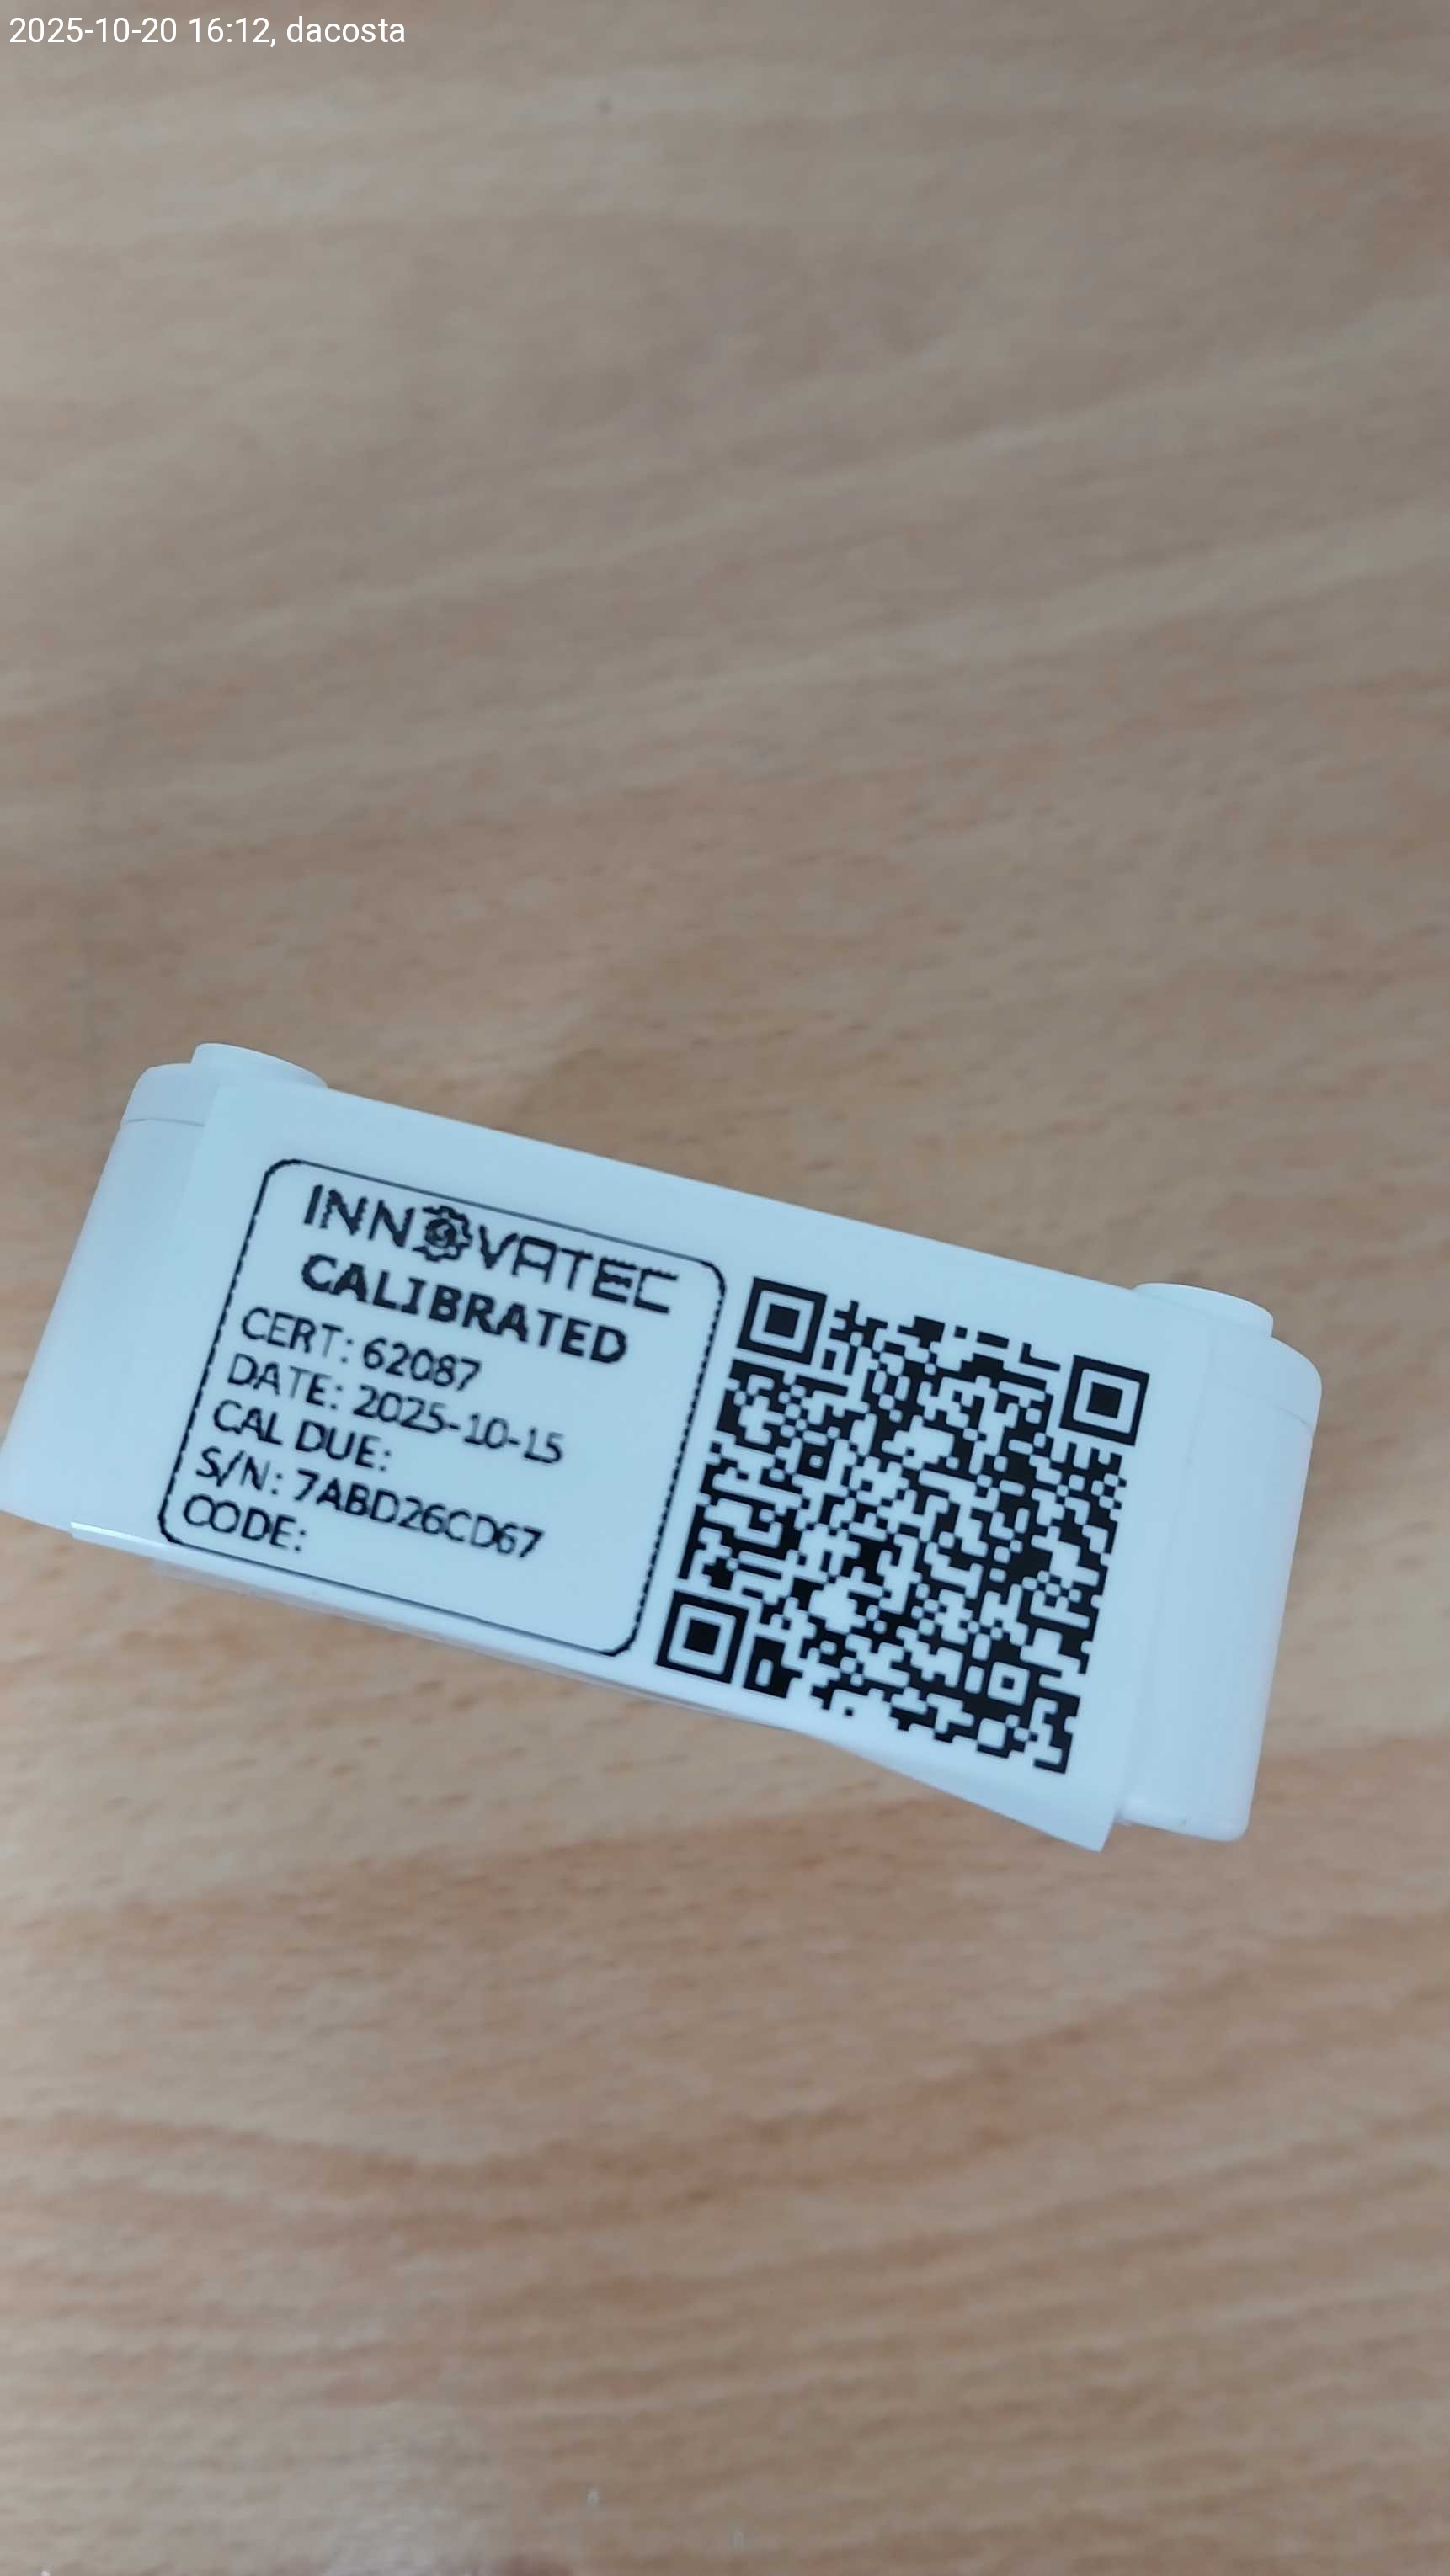 2025-10-20 16:12, dacosta
INNOVATEC
CALIBRATED
CERT: 62087
DATE: 2025-10-15
CAL DUE:
S/N: 7ABD26CD67
CODE: